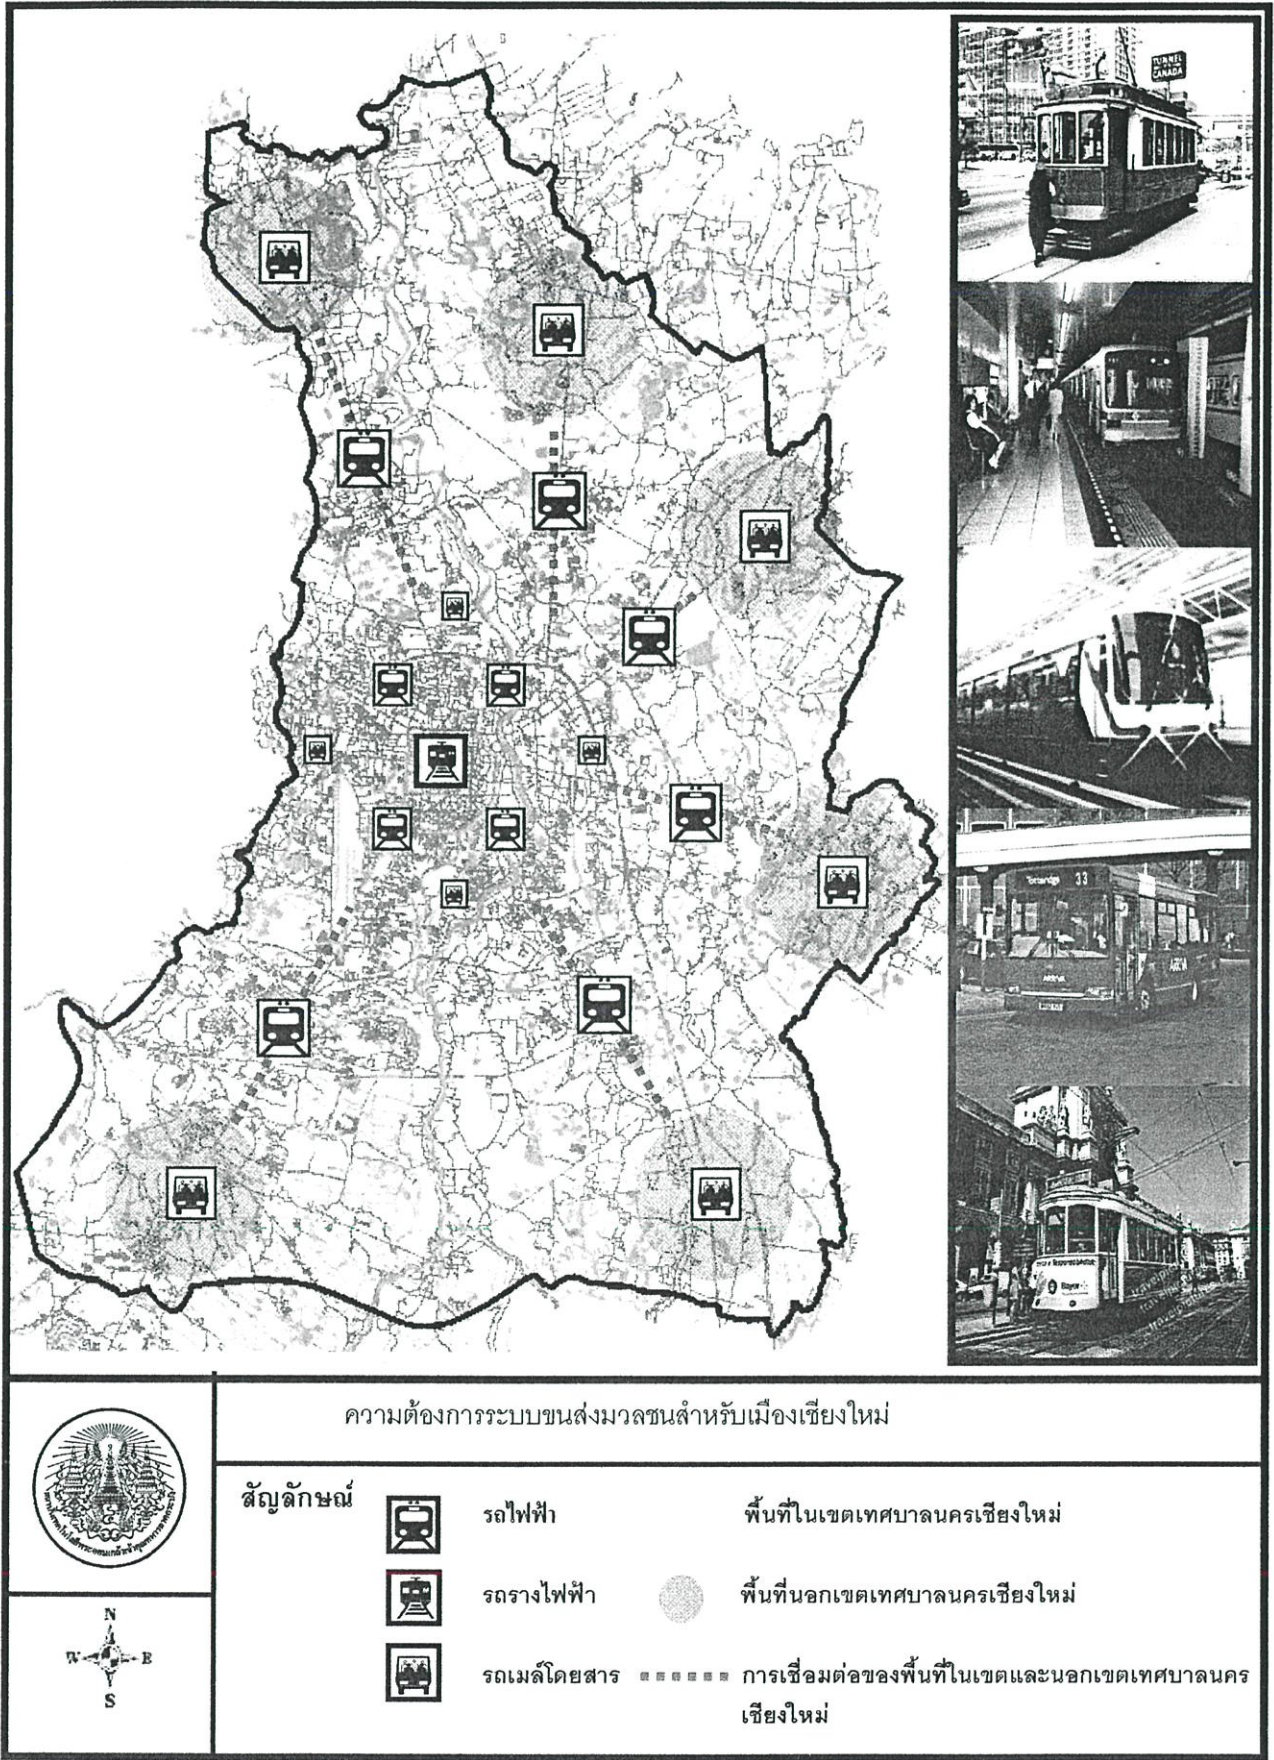 TUNNEL
CANADA
33
ARRIVA
Bayer
ความต้องการระบบขนส่งมวลชนสำหรับเมืองเชียงใหม่
สัญลักษณ์
รถไฟฟ้า
พื้นที่ในเขตเทศบาลนครเชียงใหม่
รถรางไฟฟ้า
พื้นที่นอกเขตเทศบาลนครเชียงใหม่
รถเมล์โดยสาร
การเชื่อมต่อของพื้นที่ในเขตและนอกเขตเทศบาลนคร
เชียงใหม่
N
W
E
S